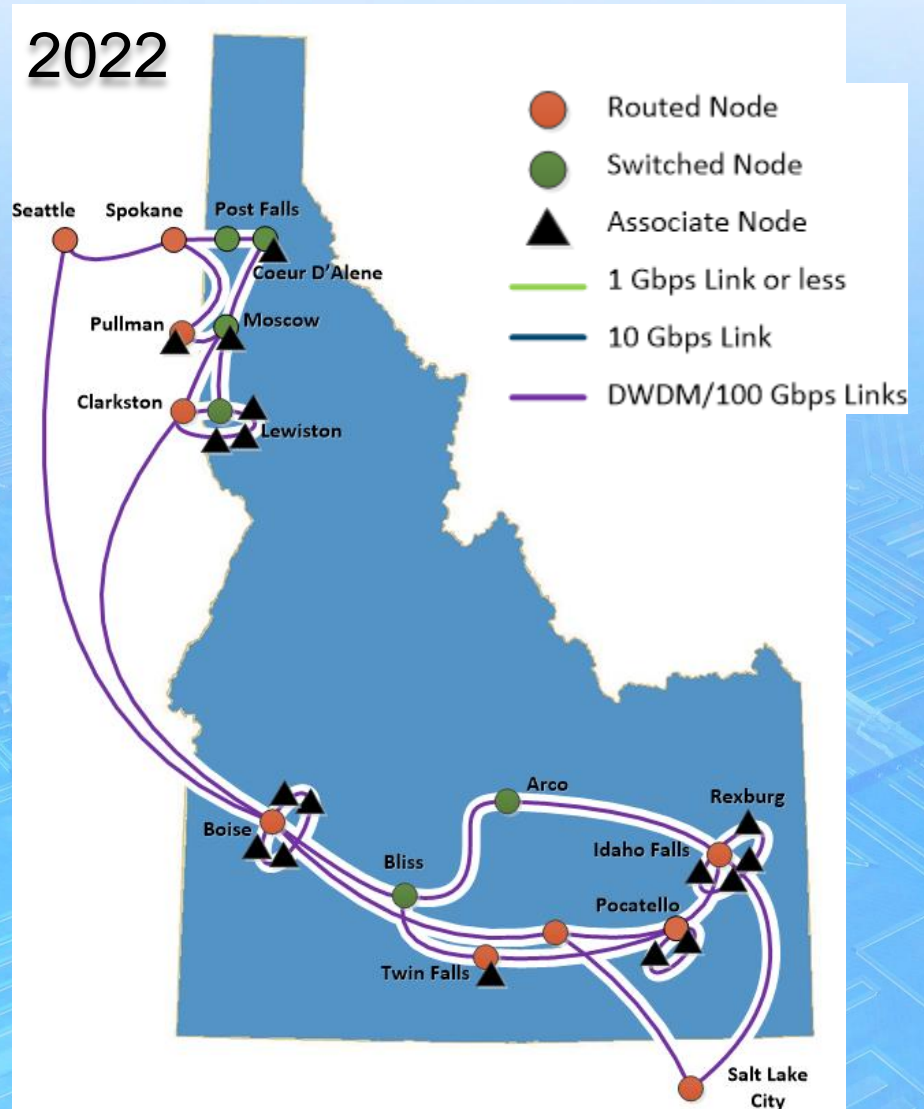 2022
Routed Node
Switched Node
Associate Node
1 Gbps Link or less
10 Gbps Link
DWDM/100 Gbps Links
Seattle
Spokane
Post Falls
Coeur D'Alene
Pullman
Moscow
Clarkston
Lewiston
Arco
Rexburg
Boise
Idaho Falls
Bliss
Pocatello
Twin Falls
Salt Lake
City